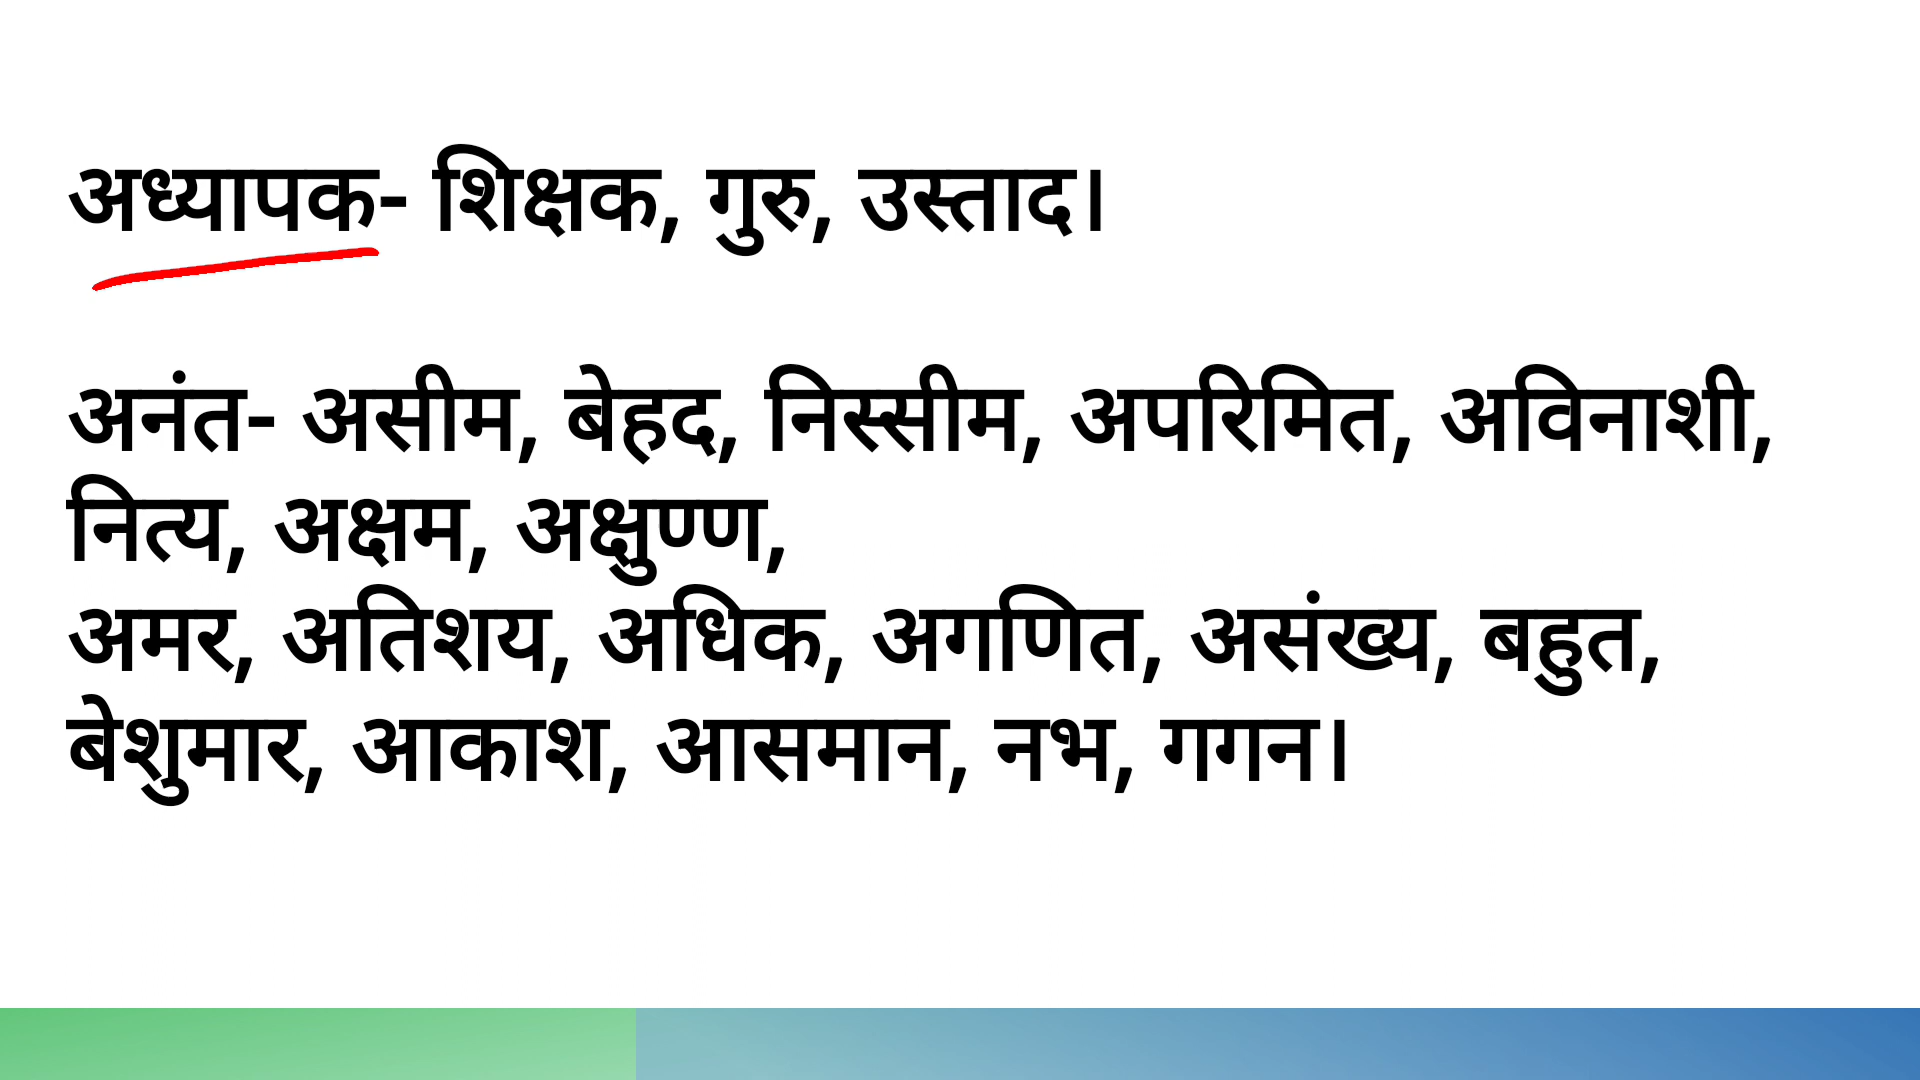 अध्यापक- शिक्षक, गुरु, उस्ताद।
अनंत- असीम, बेहद, निस्सीम, अपरिमित, अविनाशी,
नित्य, अक्षम, अक्षुण्ण,
अमर, अतिशय, अधिक, अगणित, असंख्य, बहुत,
बेशुमार, आकाश, आसमान, नभ, गगन।